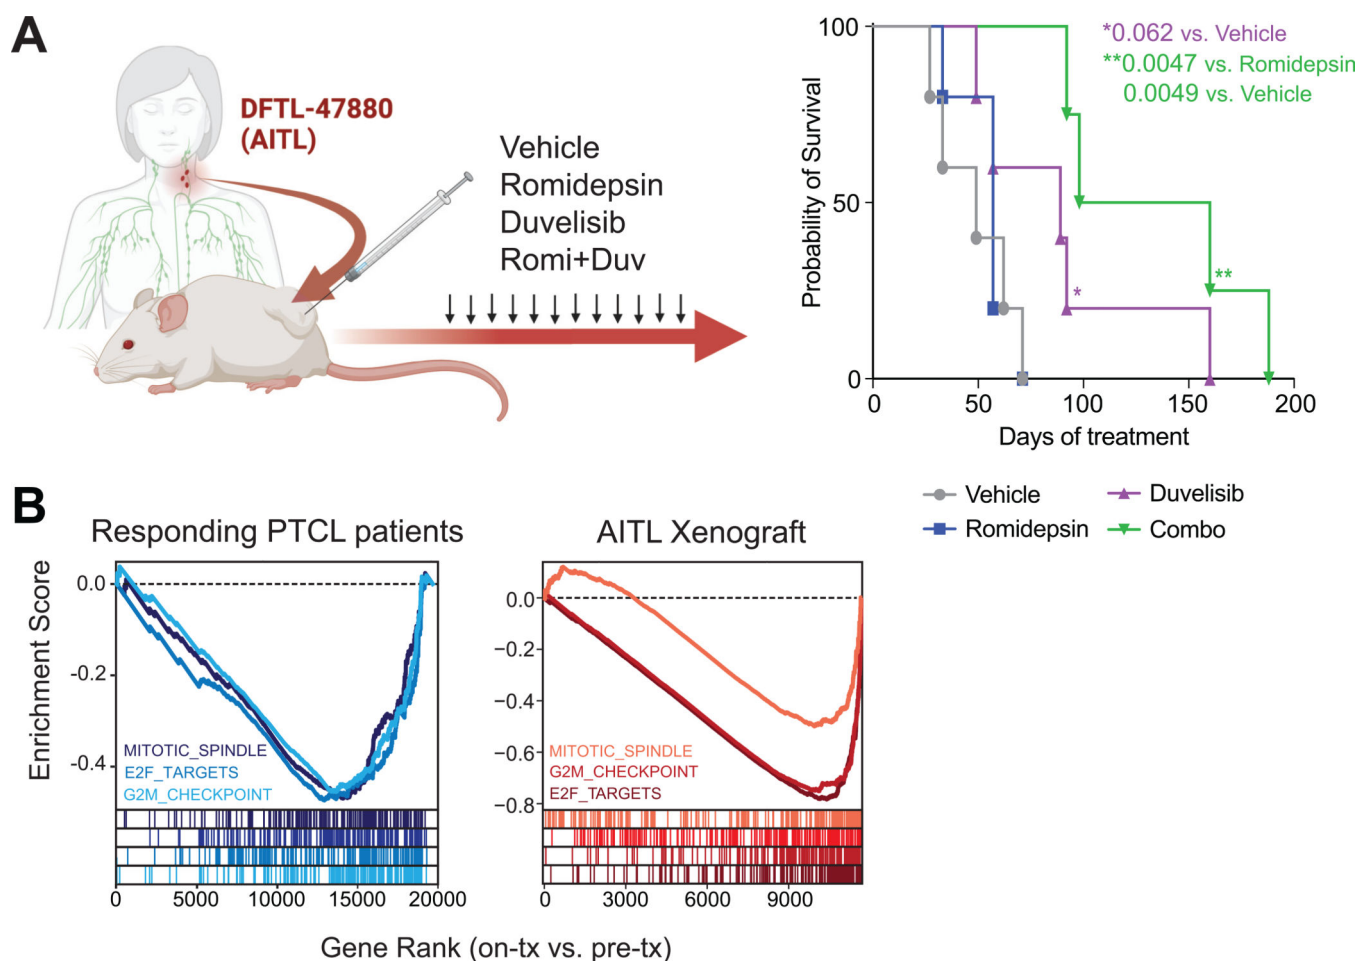 A
DFTL-47880
(AITL)
Vehicle
Romidepsin
Duvelisib
Romi+Duv
*0.062 vs. Vehicle
**0.0047 vs. Romidepsin
0.0049 vs. Vehicle
Probability of Survival
100
50
0
*
**
0 50 100 150 200
Days of treatment
Vehicle
Duvelisib
Romidepsin
Combo
B
Responding PTCL patients
Enrichment Score
0.0
-0.2
-0.4
MITOTIC_SPINDLE
E2F_TARGETS
G2M_CHECKPOINT
0 5000 10000 15000 20000
AITL Xenograft
0.0
−0.2
−0.4
−0.6
−0.8
MITOTIC_SPINDLE
G2M_CHECKPOINT
E2F_TARGETS
0 3000 6000 9000
Gene Rank (on-tx vs. pre-tx)